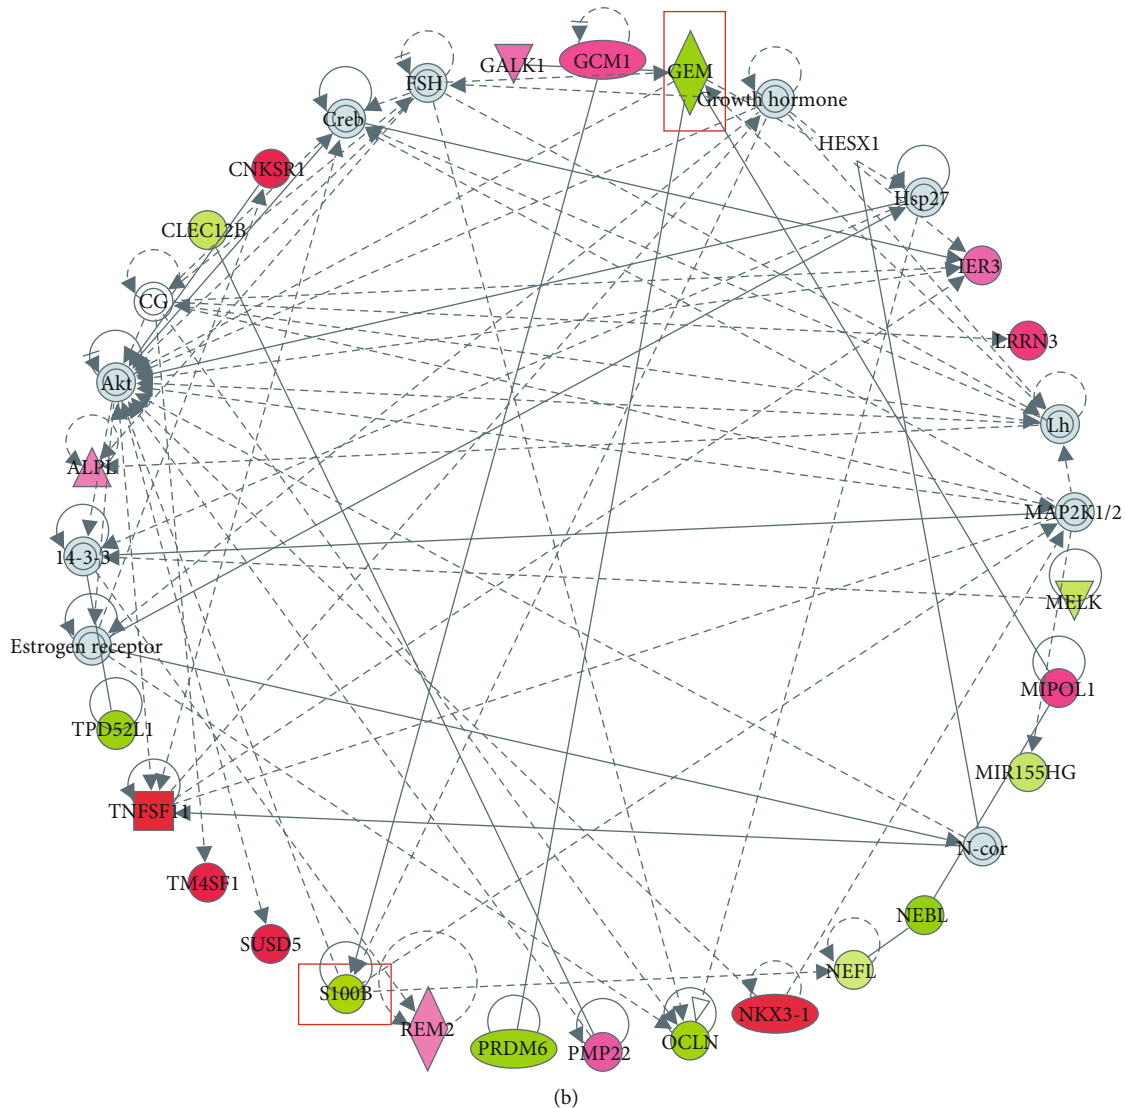 GALK1
GCM1
GEM
FSH
Growth hormone
Creb
HESX1
CNKSR1
Hsp27
CLEC12B
IER3
CG
LRRN3
Akt
Lh
ALPL
MAP2K1/2
14-3-3
MELK
Estrogen receptor
MIPOL1
TPD52L1
MIR155HG
TNFSF11
N-cor
TM4SF1
NEBL
SUSD5
NEFL
S100B
NKX3-1
REM2
PRDM6
PMP22
OCLN
(b)